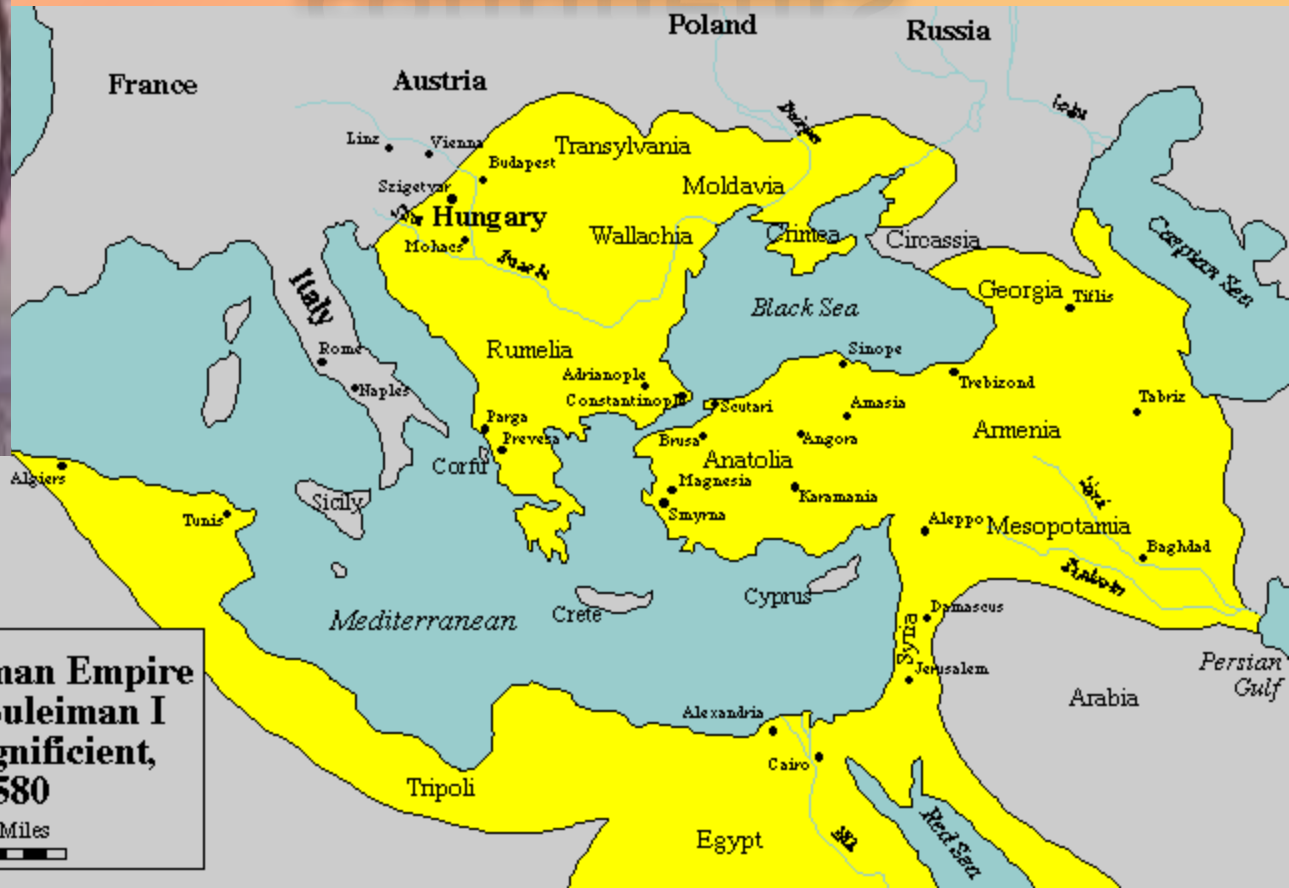 Poland
Russia
France
Austria
Linz
Vienna
Transylvania
Budapest
Szigetvar
Moldavia
Hungary
Mohacs
Wallachia
Crimea
Circassia
Caspian Sea
Italy
Georgia
Tiflis
Black Sea
Rome
Rumelia
Sinope
Adrianople
Trebizond
Naples
Constantinople
Scutari
Amasia
Tabriz
Parga
Brusa
Angora
Armenia
Prevesa
Corfu
Anatolia
Algiers
Magnesia
Karamania
Sicily
Smyrna
Tunis
Aleppo
Mesopotamia
Baghdad
Cyprus
Crete
Mediterranean
Damascus
Syria
Jerusalem
Persian
Gulf
Arabia
Alexandria
Cairo
Tripoli
Egypt
Red Sea
man Empire
Suleiman I
gnificient,
580
Miles